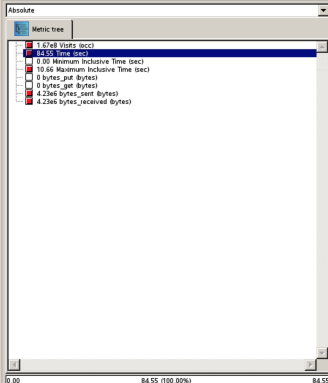 Absolute
Metric tree
1.67e8 Visits (occ)
84.55 Time (sec)
0.00 Minimum Inclusive Time (sec)
10.66 Maximum Inclusive Time (sec)
0 bytes_put (bytes)
0 bytes_get (bytes)
4.23e6 bytes_sent (bytes)
4.23e6 bytes_received (bytes)
0.00 84.55 (100.00%) 84.55